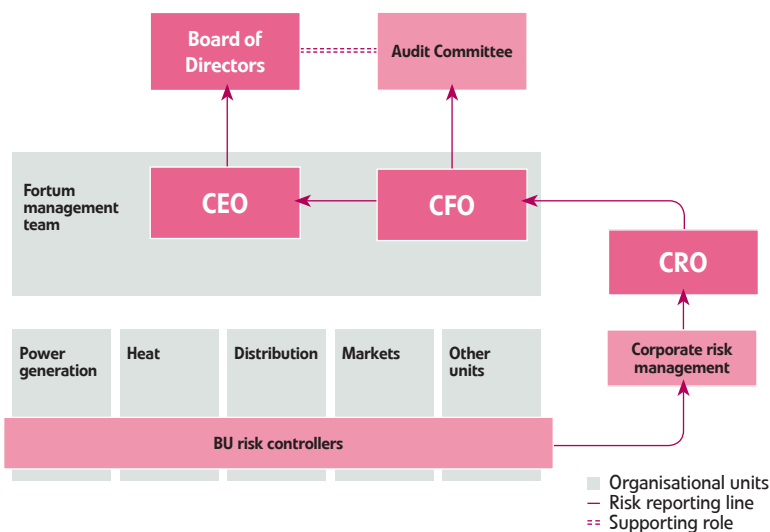 Board of
Directors
Audit Committee
Fortum
management
team
CEO
CFO
CRO
Power
generation
Heat
Distribution
Markets
Other
units
Corporate risk
management
BU risk controllers
Organisational units
Risk reporting line
Supporting role